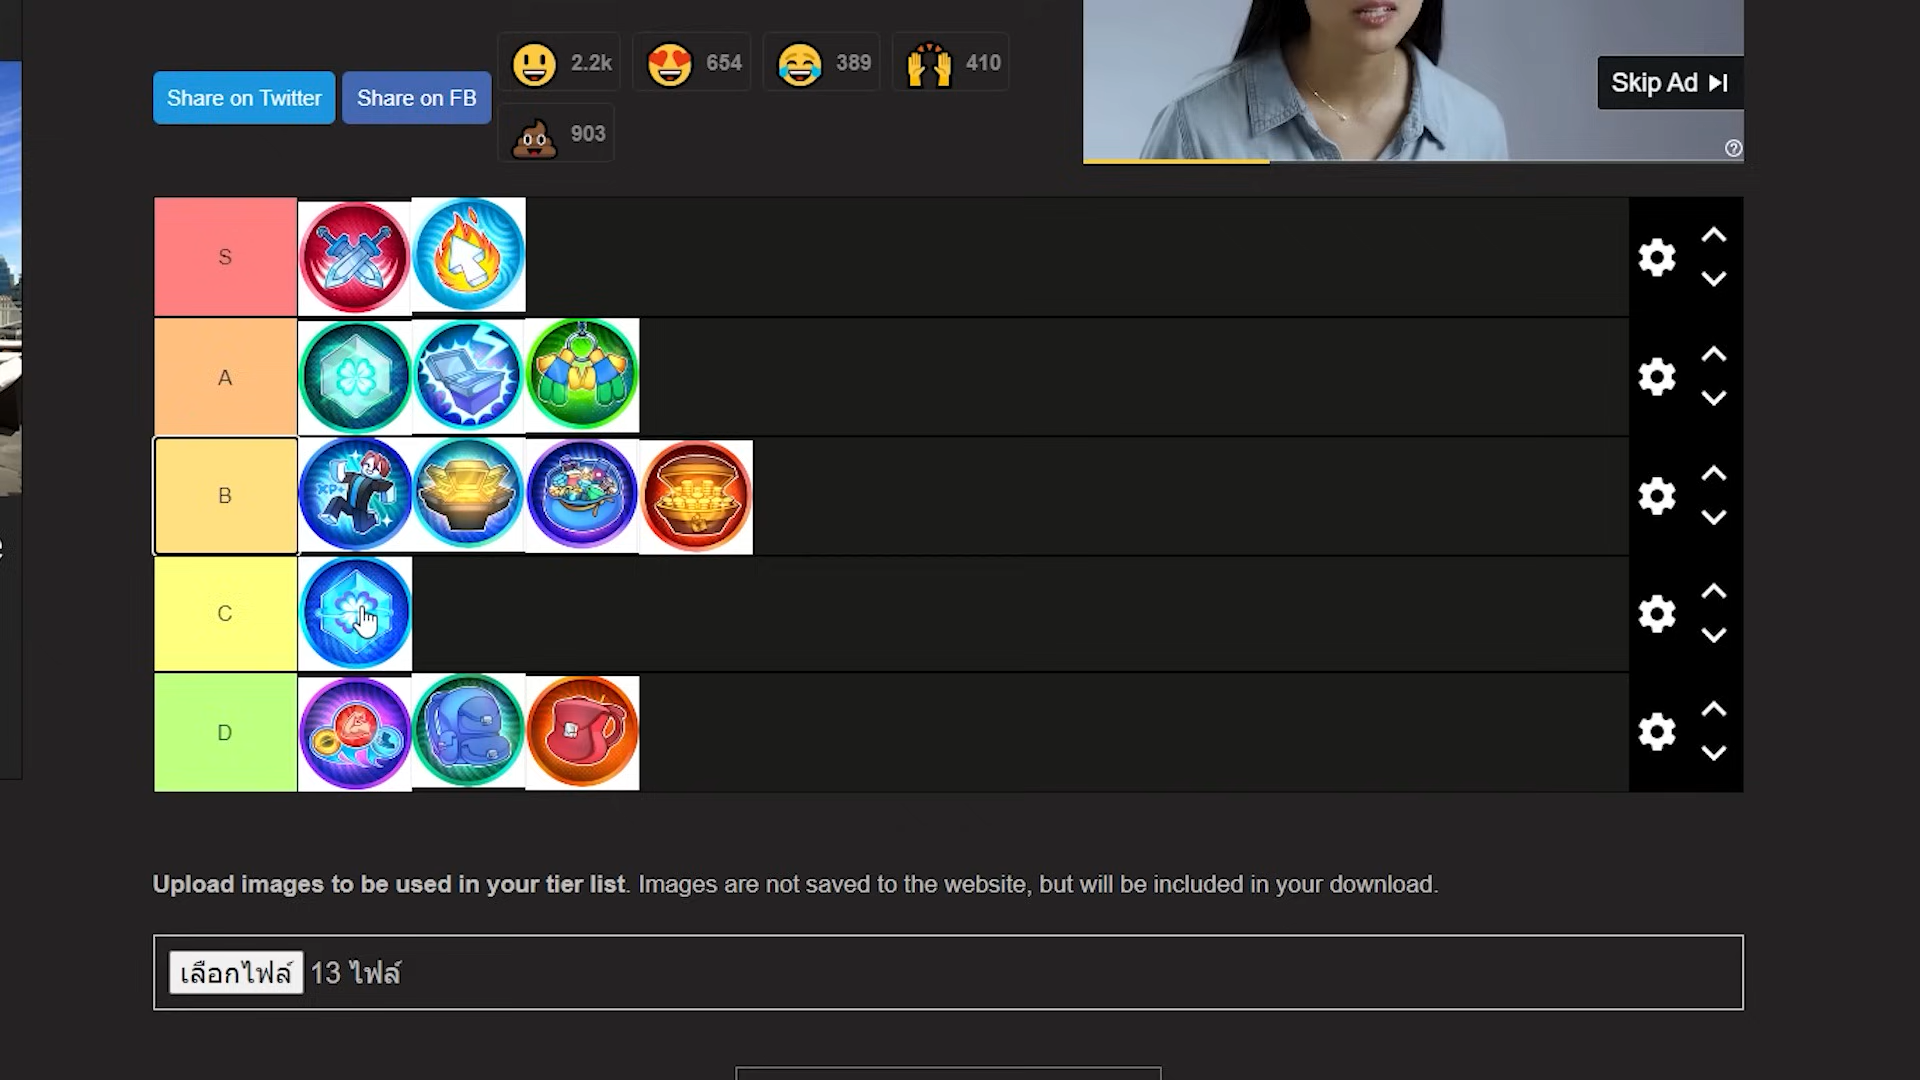 2.2k 654 389 410
Share on Twitter Share on FB
903
Skip Ad
S
A
B
XP+
C
D
Upload images to be used in your tier list. Images are not saved to the website, but will be included in your download.
เลือกไฟล์ 13 ไฟล์